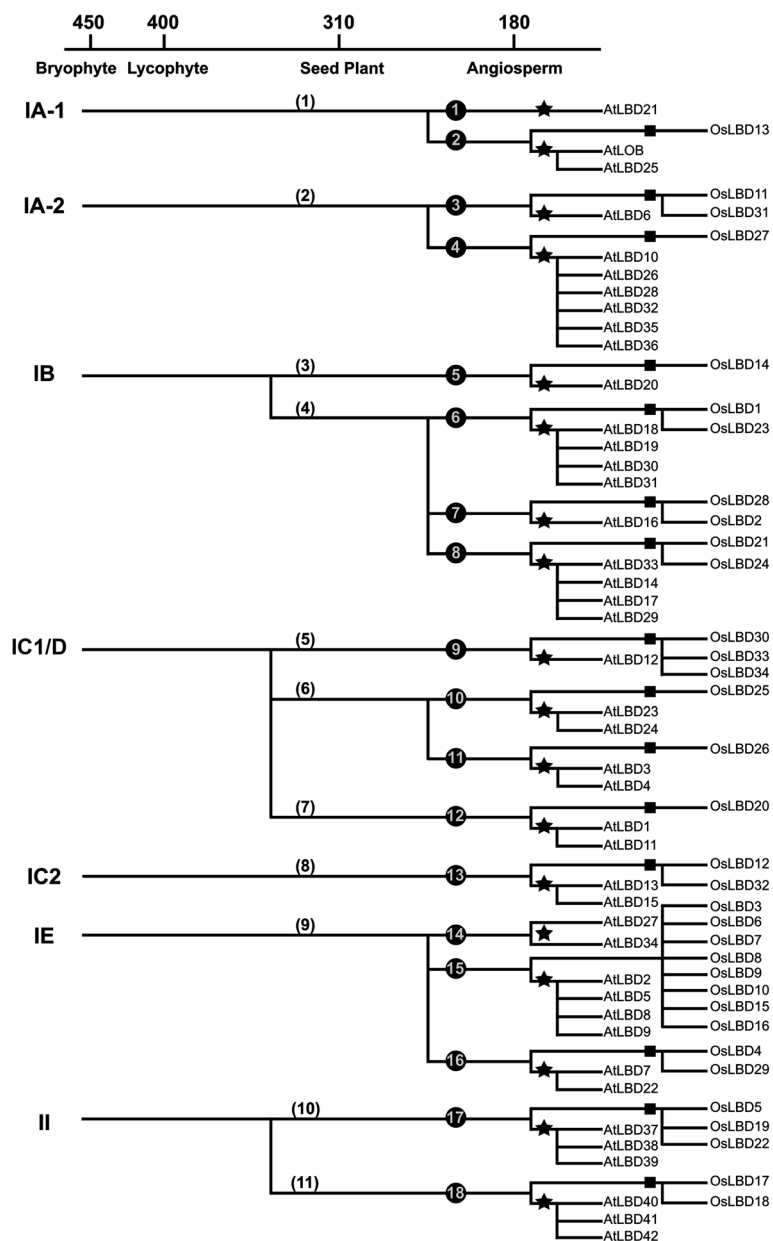 450 400 310 180
Bryophyte Lycophyte Seed Plant Angiosperm
IA-1 (1) 1 AtLBD21
OsLBD13
2
AtLOB
AtLBD25
IA-2 (2) 3 OsLBD11
AtLBD6 OsLBD31
4 OsLBD27
AtLBD10
AtLBD26
AtLBD28
AtLBD32
AtLBD35
AtLBD36
IB (3) 5 OsLBD14
AtLBD20
(4) 6 OsLBD1
AtLBD18 OsLBD23
AtLBD19
AtLBD30
AtLBD31
7 OsLBD28
AtLBD16 OsLBD2
8 OsLBD21
AtLBD33 OsLBD24
AtLBD14
AtLBD17
AtLBD29
IC1/D (5) 9 OsLBD30
AtLBD12 OsLBD33
OsLBD34
(6) 10 OsLBD25
AtLBD23
AtLBD24
11 OsLBD26
AtLBD3
AtLBD4
(7) 12 OsLBD20
AtLBD1
AtLBD11
IC2 (8) 13 OsLBD12
AtLBD13 OsLBD32
AtLBD15
OsLBD3
IE (9) 14 AtLBD27 OsLBD6
AtLBD34 OsLBD7
15 OsLBD8
AtLBD2 OsLBD9
AtLBD5 OsLBD10
AtLBD8 OsLBD15
AtLBD9 OsLBD16
16 OsLBD4
AtLBD7 OsLBD29
AtLBD22
II (10) 17 OsLBD5
AtLBD37 OsLBD19
AtLBD38 OsLBD22
AtLBD39
(11) 18 OsLBD17
AtLBD40 OsLBD18
AtLBD41
AtLBD42